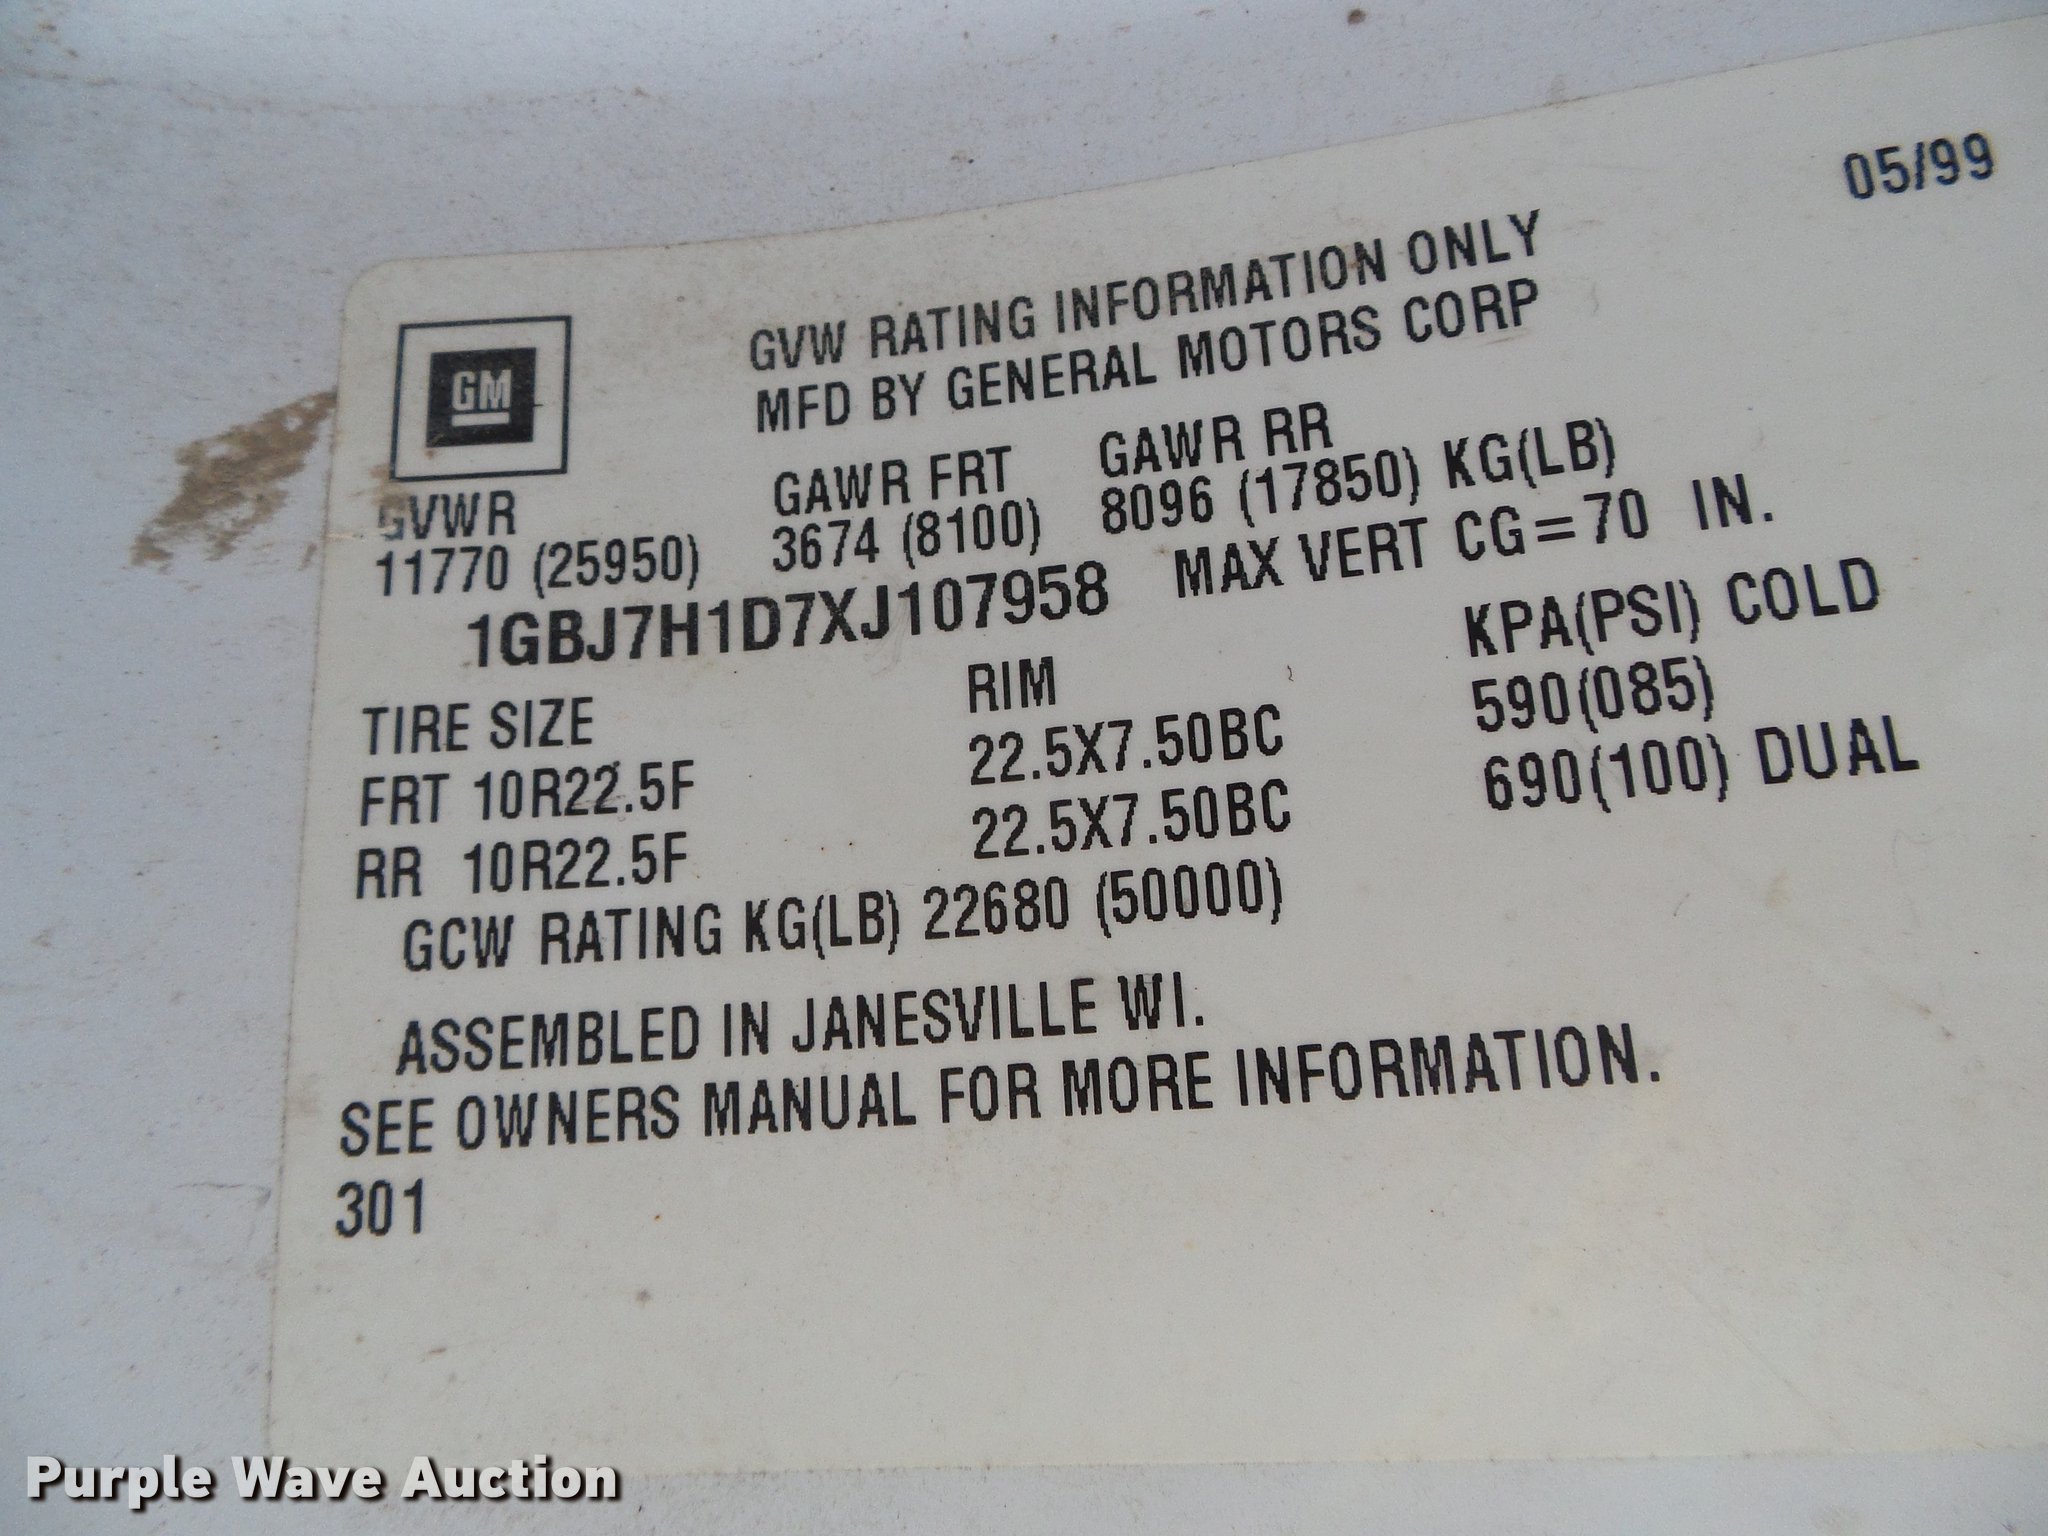 05/99
GM
GVW RATING INFORMATION ONLY
MFD BY GENERAL MOTORS CORP
GVWR GAWR FRT GAWR RR
11770 (25950) 3674 (8100) 8096 (17850) KG(LB)
1GBJ7H1D7XJ107958 MAX VERT CG=70 IN.
TIRE SIZE RIM KPA(PSI) COLD
FRT 10R22.5F 22.5X7.50BC 590(085)
RR 10R22.5F 22.5X7.50BC 690(100) DUAL
GCW RATING KG(LB) 22680 (50000)
ASSEMBLED IN JANESVILLE WI.
SEE OWNERS MANUAL FOR MORE INFORMATION.
301
Purple Wave Auction